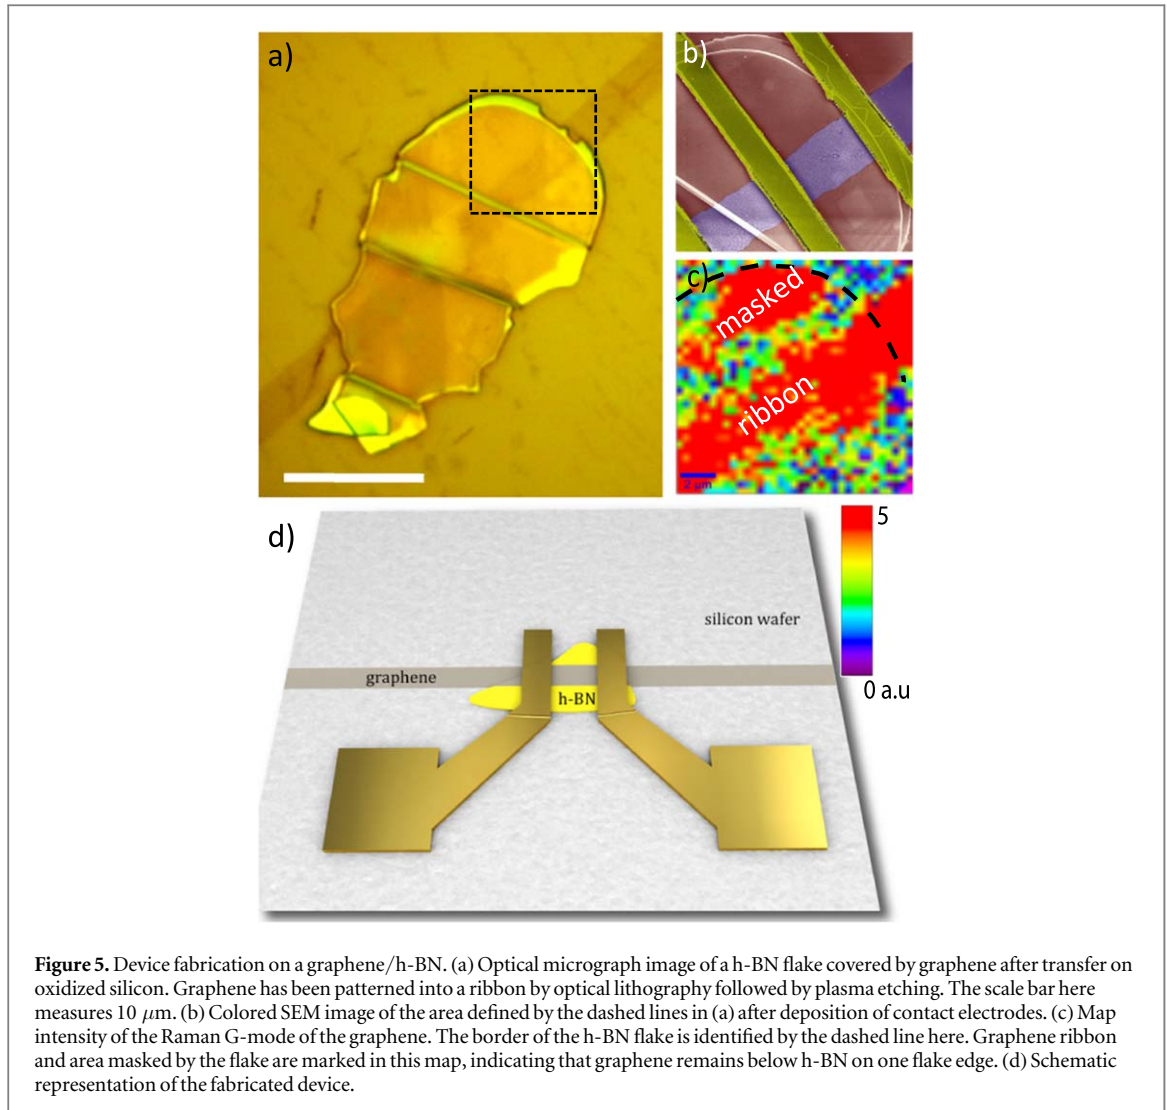 a)
b)
c)
masked
ribbon
2 μm
5
0 a.u
d)
silicon wafer
graphene
h-BN
Figure 5. Device fabrication on a graphene/h-BN. (a) Optical micrograph image of a h-BN flake covered by graphene after transfer on
oxidized silicon. Graphene has been patterned into a ribbon by optical lithography followed by plasma etching. The scale bar here
measures 10 μm. (b) Colored SEM image of the area defined by the dashed lines in (a) after deposition of contact electrodes. (c) Map
intensity of the Raman G-mode of the graphene. The border of the h-BN flake is identified by the dashed line here. Graphene ribbon
and area masked by the flake are marked in this map, indicating that graphene remains below h-BN on one flake edge. (d) Schematic
representation of the fabricated device.